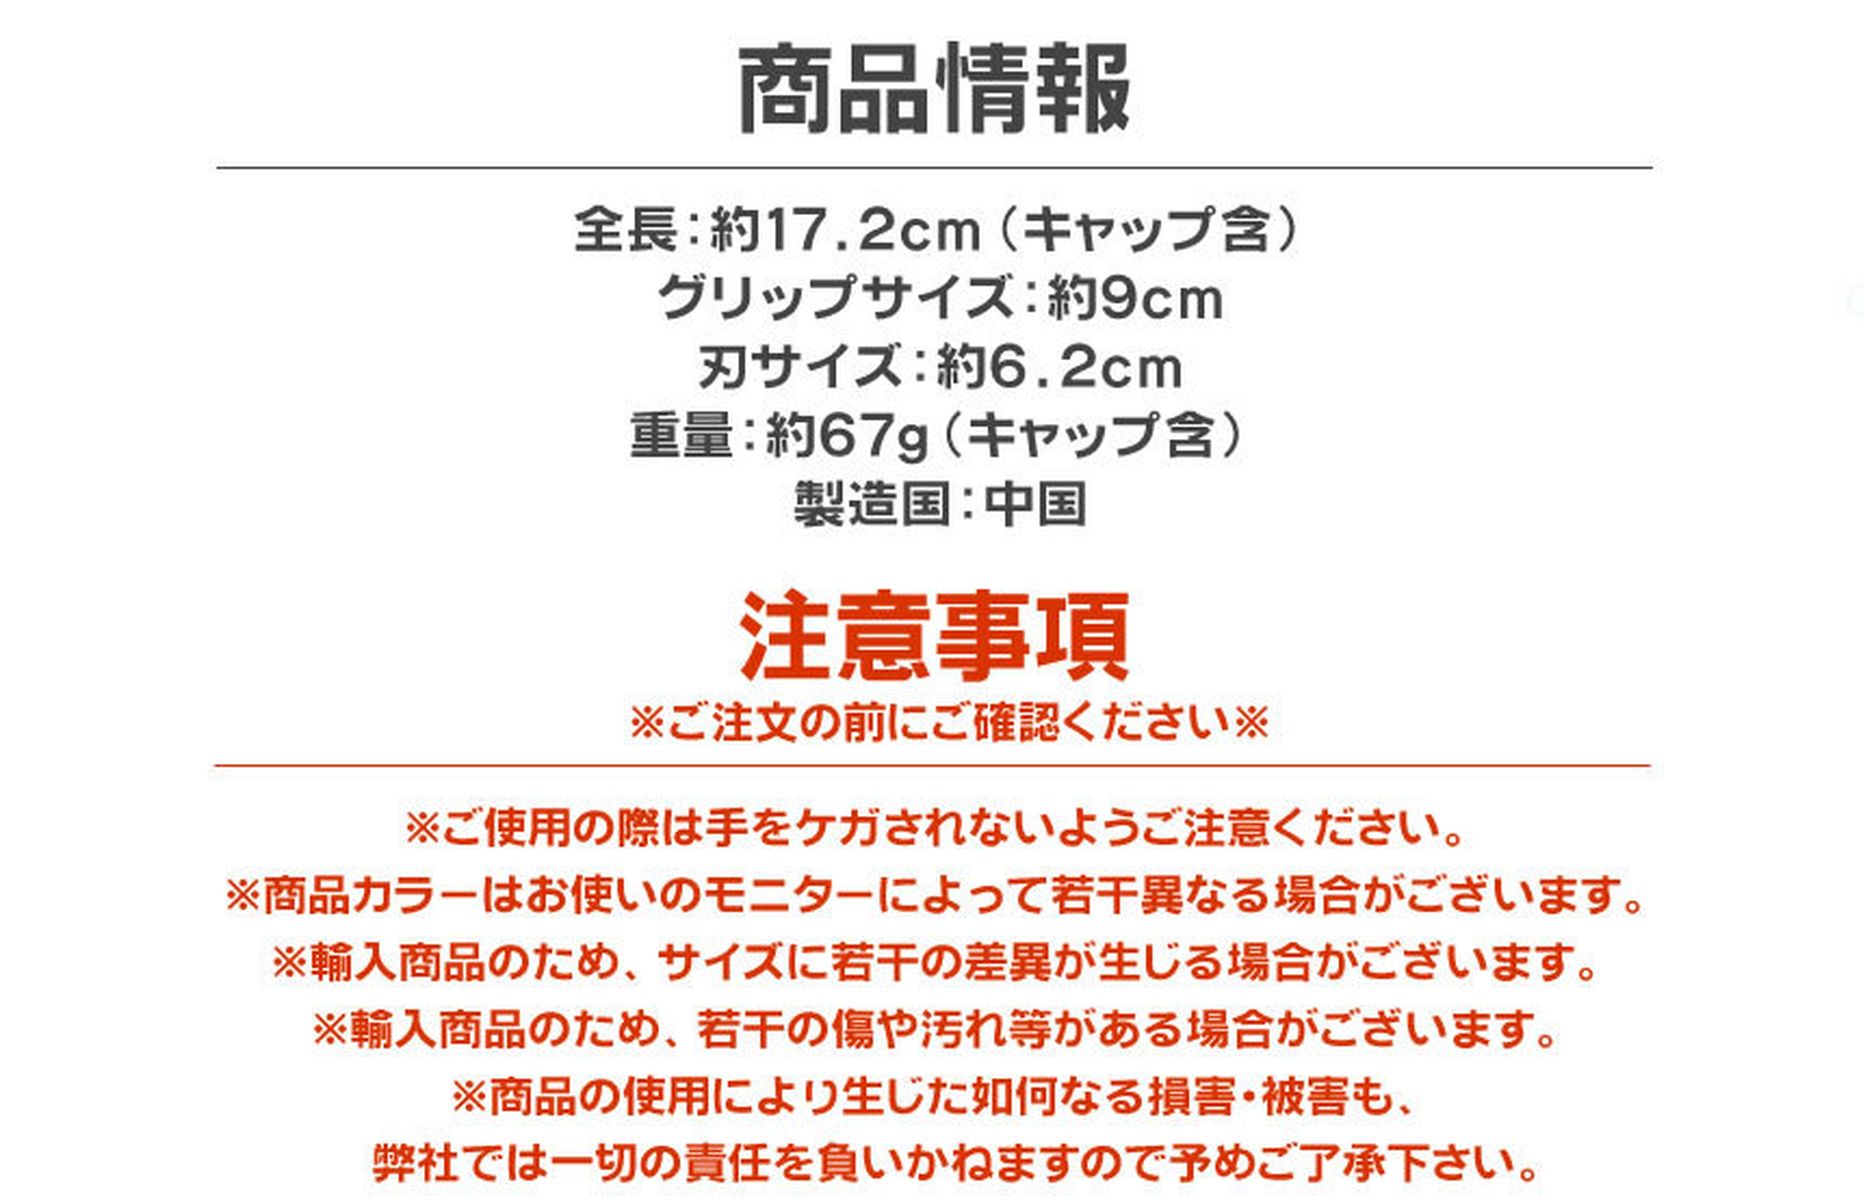 商品情報
全長：約17.2cm（キャップ含）
グリップサイズ：約9cm
刃サイズ：約6.2cm
重量：約67g（キャップ含）
製造国：中国
注意事項
※ご注文の前にご確認ください※
※ご使用の際は手をケガされないようご注意ください。
※商品カラーはお使いのモニターによって若干異なる場合がございます。
※輸入商品のため、サイズに若干の差異が生じる場合がございます。
※輸入商品のため、若干の傷や汚れ等がある場合がございます。
※商品の使用により生じた如何なる損害・被害も、
弊社では一切の責任を負いかねますので予めご了承下さい。